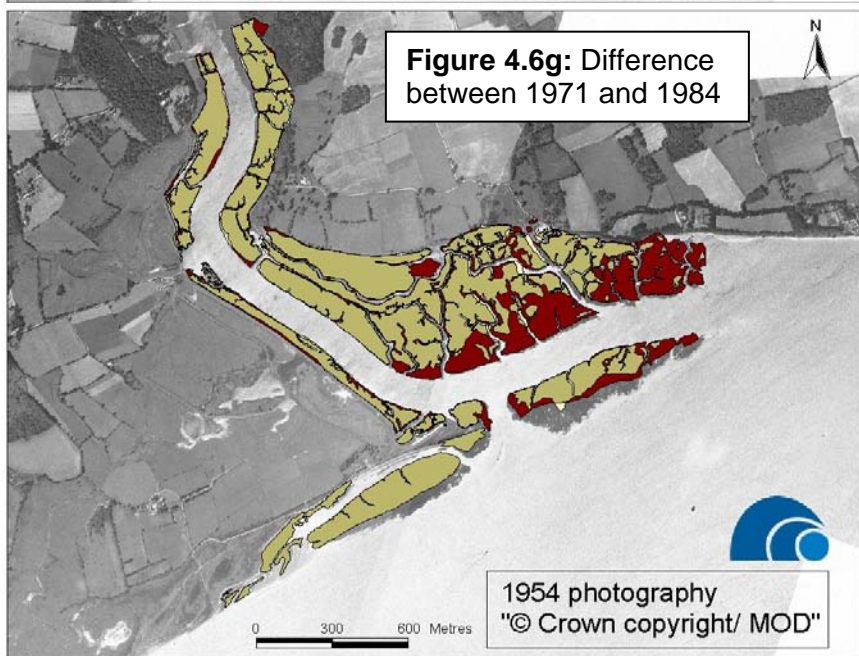 Figure 4.6g: Difference
between 1971 and 1984
N
1954 photography
"© Crown copyright/ MOD"
0 300 600 Metres